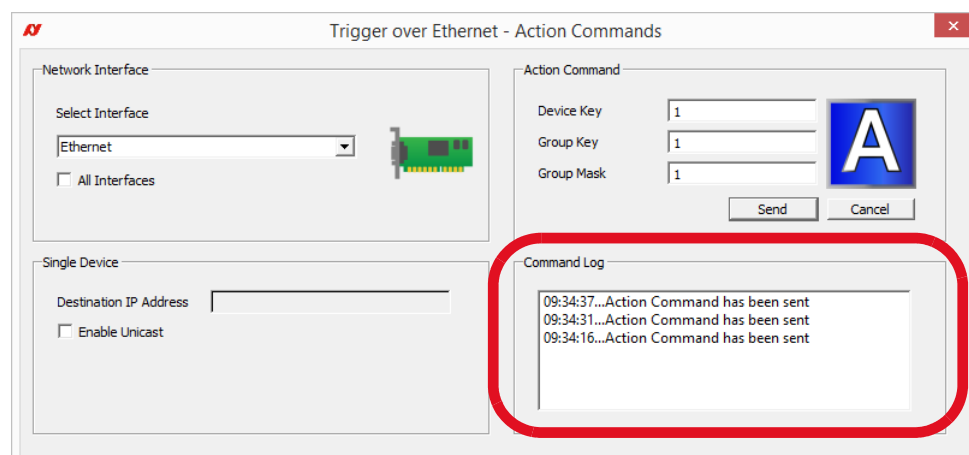 Trigger over Ethernet - Action Commands
Network Interface
Select Interface
Ethernet
All Interfaces
Action Command
Device Key 1
Group Key 1
Group Mask 1
A
Send Cancel
Single Device
Destination IP Address
Enable Unicast
Command Log
09:34:37...Action Command has been sent
09:34:31...Action Command has been sent
09:34:16...Action Command has been sent